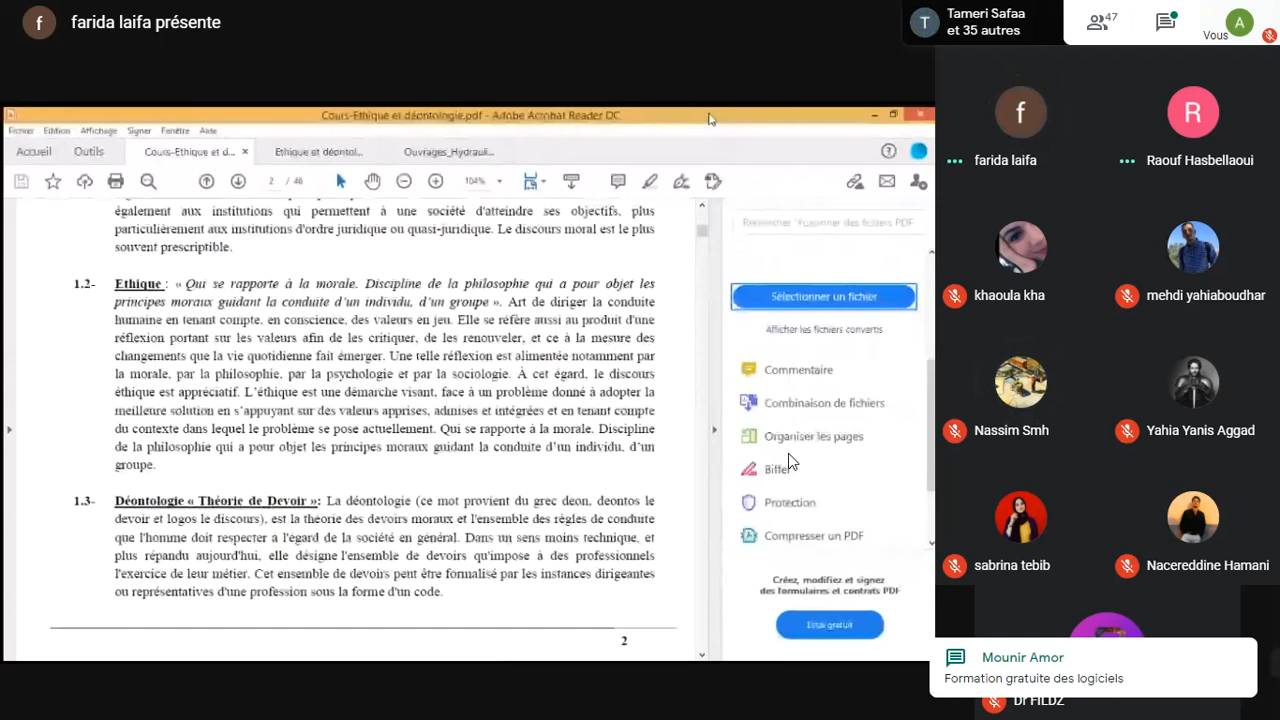 f farida laifa présente
T Tameri Safaa
et 35 autres
47
Vous
A
Cours-Ethique et déontologie.pdf - Adobe Acrobat Reader DC
Fichier Edition Affichage Signer Fenêtre Aide
Accueil Outils Cours-Ethique et d... × Ethique et déontol... Ouvrages_Hydrauli...
2 / 40 104%
également aux institutions qui permettent à une société d'atteindre ses objectifs, plus
particulièrement aux institutions d'ordre juridique ou quasi-juridique. Le discours moral est le plus
souvent prescriptible.
1.2- Ethique : « Qui se rapporte à la morale. Discipline de la philosophie qui a pour objet les
principes moraux guidant la conduite d'un individu, d'un groupe ». Art de diriger la conduite
humaine en tenant compte, en conscience, des valeurs en jeu. Elle se réfère aussi au produit d'une
réflexion portant sur les valeurs afin de les critiquer, de les renouveler, et ce à la mesure des
changements que la vie quotidienne fait émerger. Une telle réflexion est alimentée notamment par
la morale, par la philosophie, par la psychologie et par la sociologie. À cet égard, le discours
éthique est appréciatif. L'éthique est une démarche visant, face à un problème donné à adopter la
meilleure solution en s'appuyant sur des valeurs apprises, admises et intégrées et en tenant compte
du contexte dans lequel le problème se pose actuellement. Qui se rapporte à la morale. Discipline
de la philosophie qui a pour objet les principes moraux guidant la conduite d'un individu, d'un
groupe.
1.3- Déontologie « Théorie de Devoir »: La déontologie (ce mot provient du grec deon, deontos le
devoir et logos le discours), est la théorie des devoirs moraux et l'ensemble des règles de conduite
que l'homme doit respecter à l'égard de la société en général. Dans un sens moins technique, et
plus répandu aujourd'hui, elle désigne l'ensemble de devoirs qu'impose à des professionnels
l'exercice de leur métier. Cet ensemble de devoirs peut être formalisé par les instances dirigeantes
ou représentatives d'une profession sous la forme d'un code.
2
Rechercher 'Fusionner des fichiers PDF'
Sélectionner un fichier
Afficher les fichiers convertis
Commentaire
Combinaison de fichiers
Organiser les pages
Biffer
Protection
Compresser un PDF
Créez, modifiez et signez
des formulaires et contrats PDF
Essai gratuit
f
farida laifa
R
Raouf Hasbellaoui
khaoula kha
mehdi yahiaboudhar
Nassim Smh
Yahia Yanis Aggad
sabrina tebib
Nacereddine Hamani
Mounir Amor
Formation gratuite des logiciels
Dr FILDZ